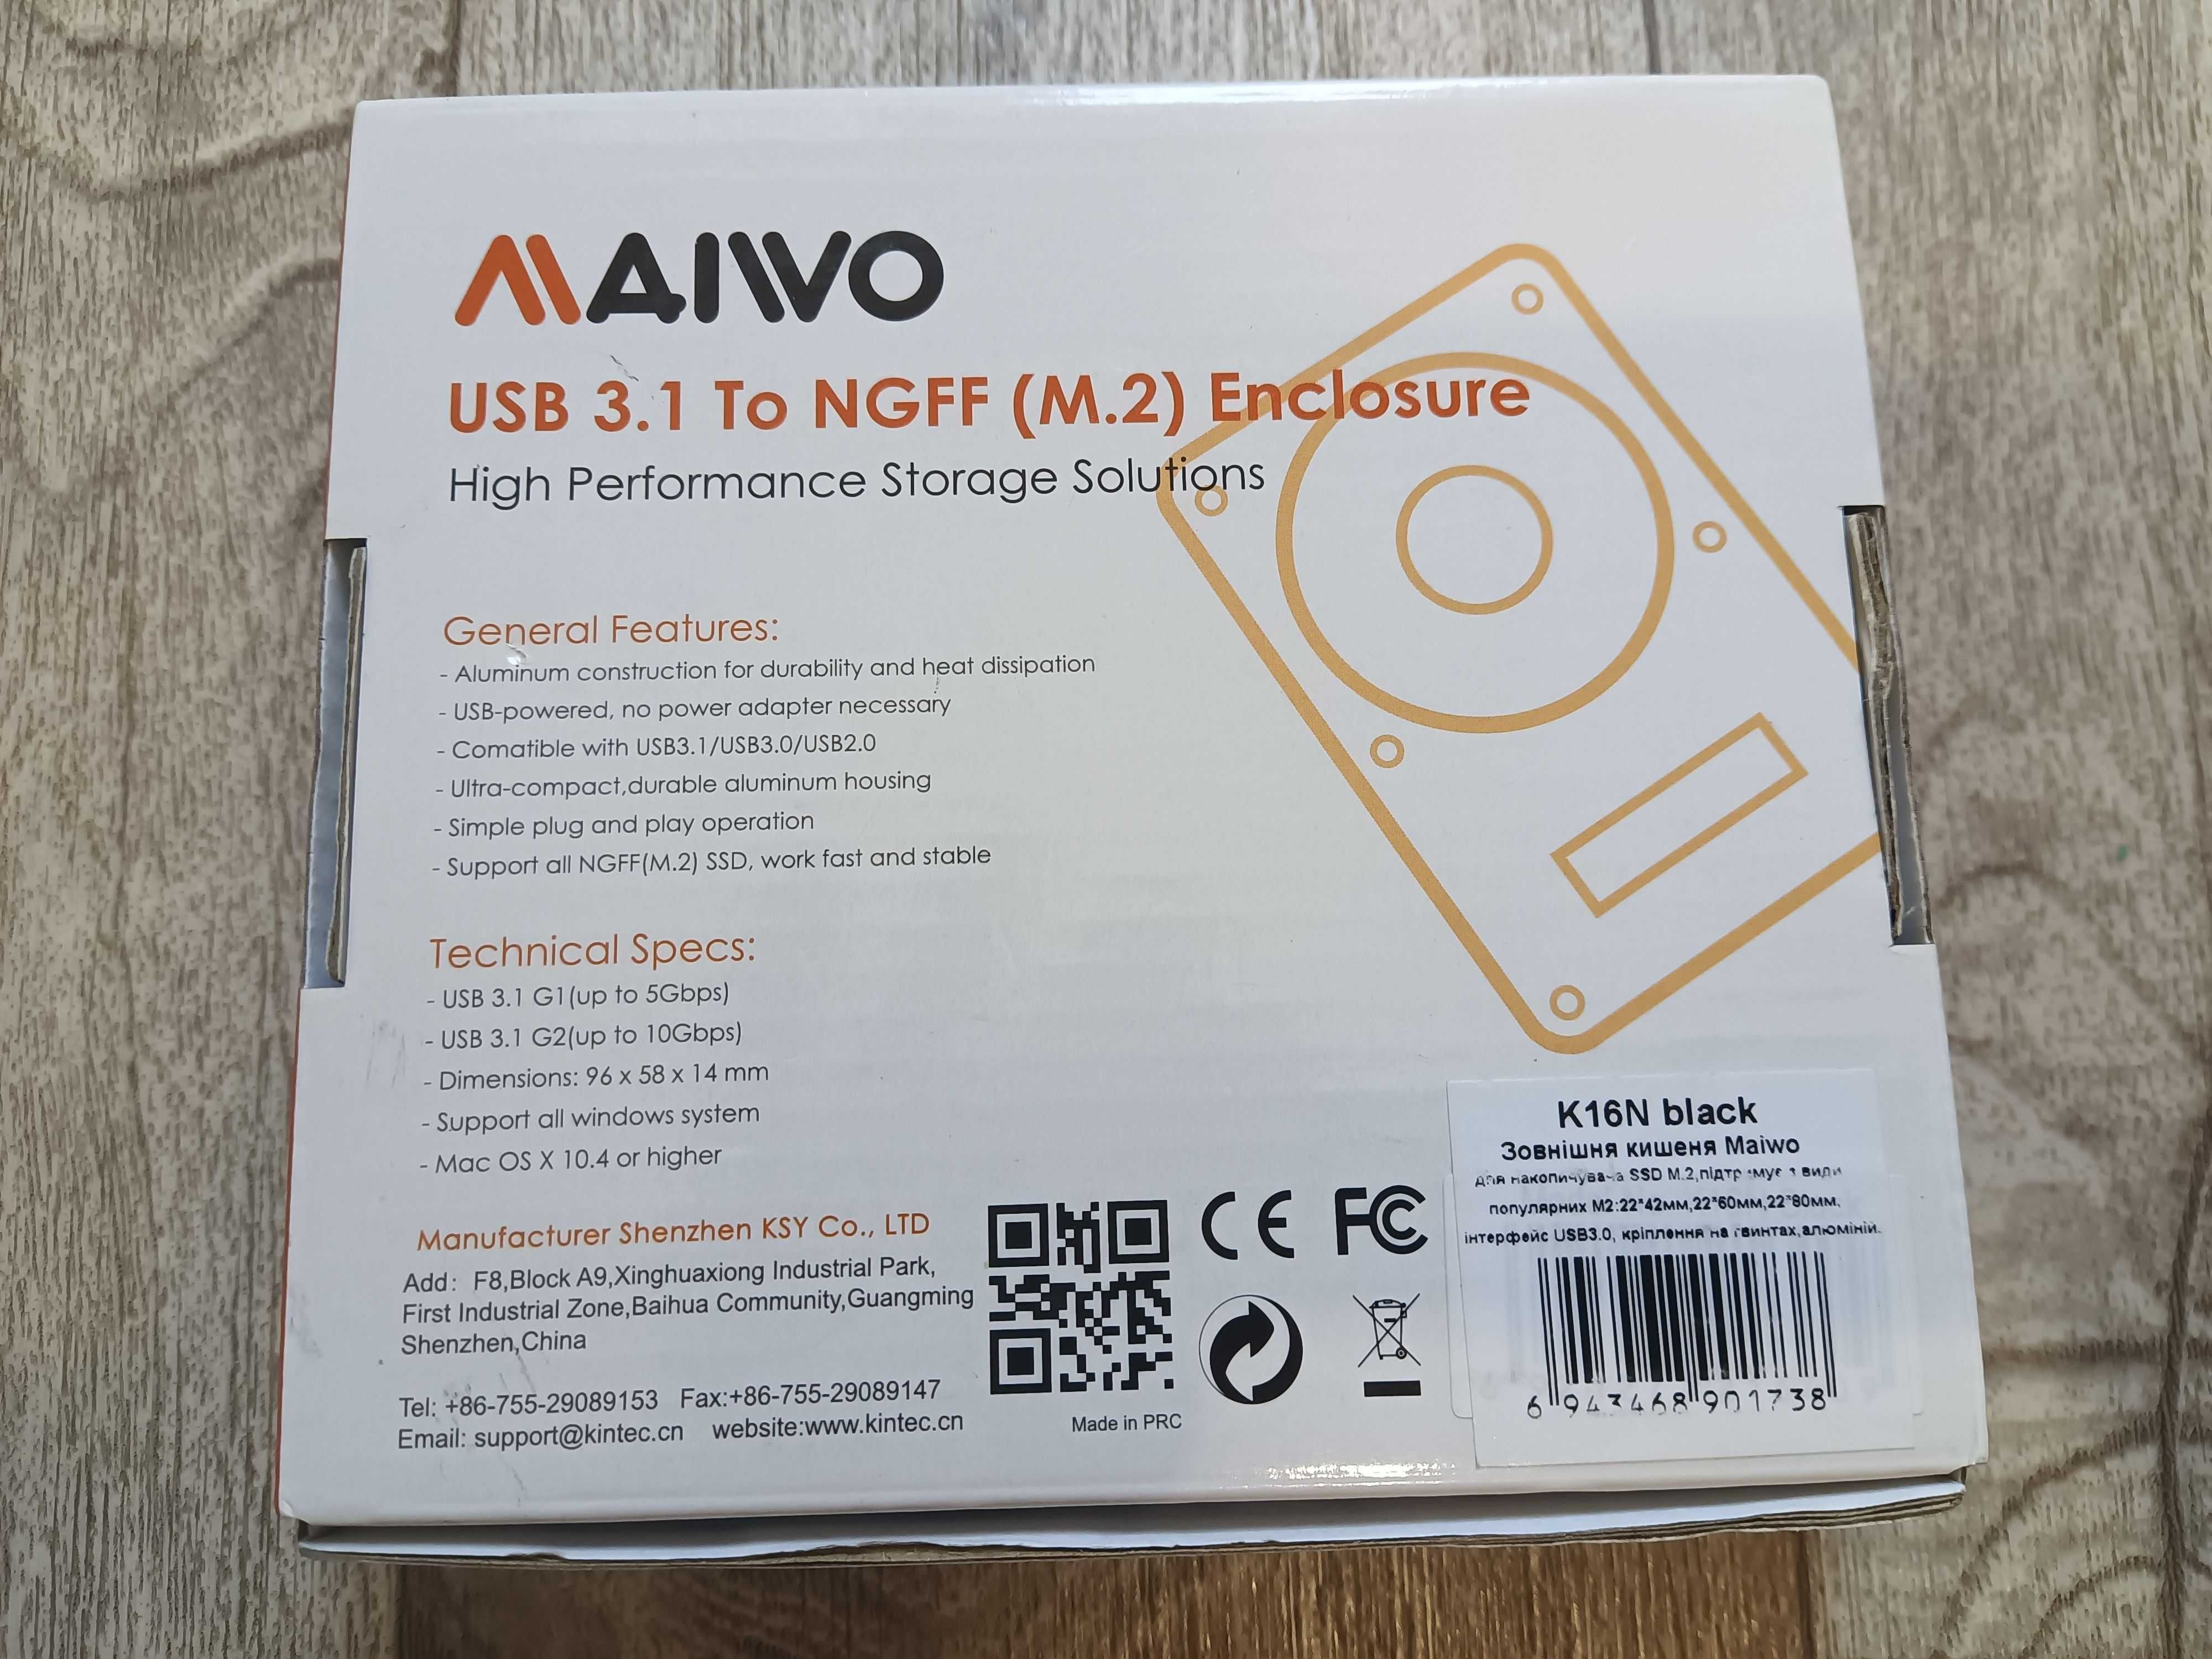 MAIWO
USB 3.1 To NGFF (M.2) Enclosure
High Performance Storage Solutions
General Features:
- Aluminum construction for durability and heat dissipation
- USB-powered, no power adapter necessary
- Comatible with USB3.1/USB3.0/USB2.0
- Ultra-compact,durable aluminum housing
- Simple plug and play operation
- Support all NGFF(M.2) SSD, work fast and stable
Technical Specs:
- USB 3.1 G1(up to 5Gbps)
- USB 3.1 G2(up to 10Gbps)
- Dimensions: 96 x 58 x 14 mm
- Support all windows system
- Mac OS X 10.4 or higher
Manufacturer Shenzhen KSY Co., LTD
Add: F8,Block A9,Xinghuaxiong Industrial Park,
First Industrial Zone,Baihua Community,Guangming
Shenzhen,China
Tel: +86-755-29089153 Fax:+86-755-29089147
Email: support@kintec.cn website:www.kintec.cn
CE FC
Made in PRC
K16N black
Зовнішня кишеня Maiwo
для накопичувача SSD M.2,підтримує види
популярних M2:22*42мм,22*60мм,22*80мм,
інтерфейс USB3.0, кріплення на гвинтах,алюміній.
6 943468 901738